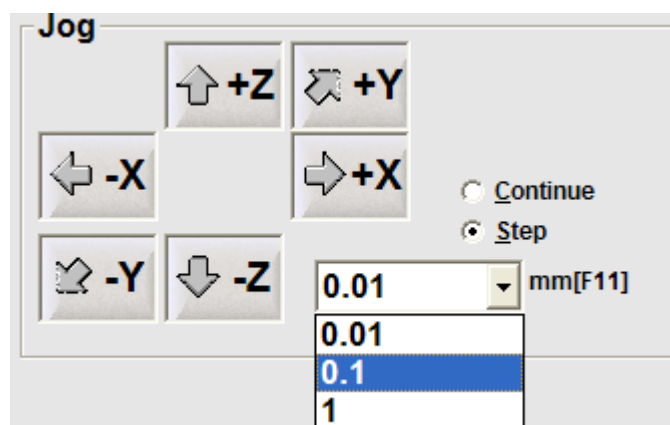 Jog
+Z
+Y
-X
+X
Continue
Step
-Y
-Z
0.01
mm[F11]
0.01
0.1
1